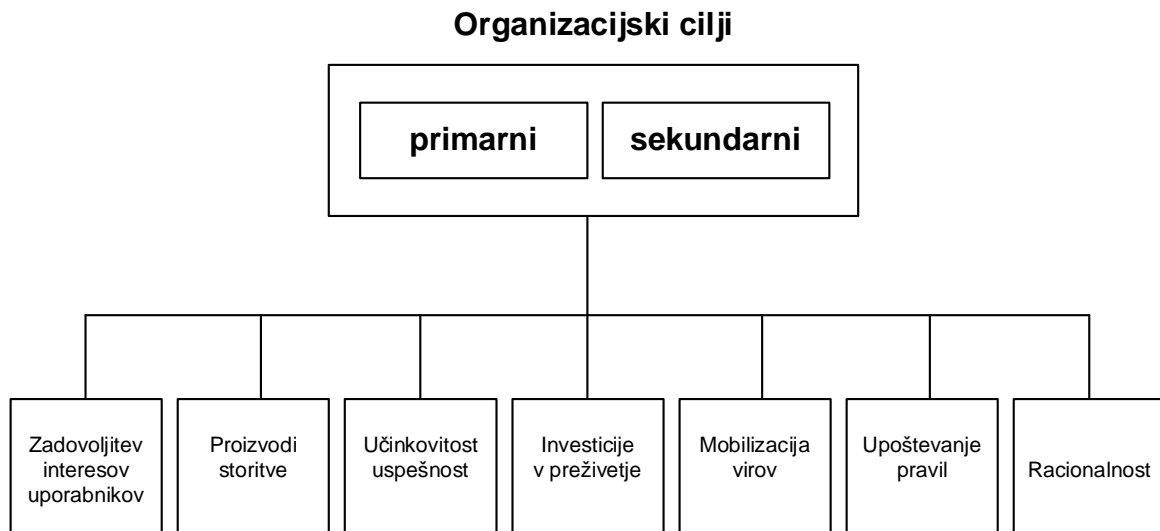 Organizacijski cilji
primarni
sekundarni
Zadovoljitev
interesov
uporabnikov
Proizvodi
storitve
Učinkovitost
uspešnost
Investicije
v preživetje
Mobilizacija
virov
Upoštevanje
pravil
Racionalnost